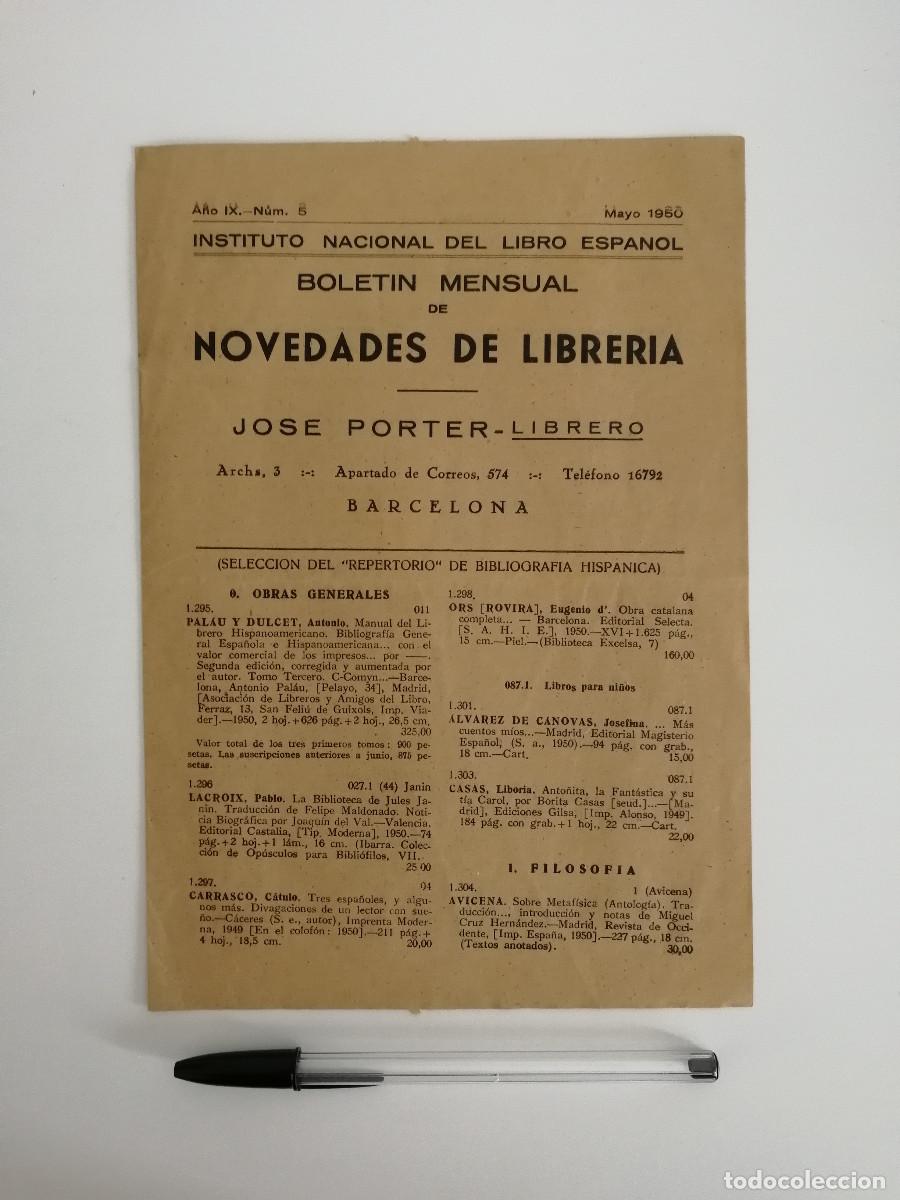 Año IX.—Núm. 5 Mayo 1950
INSTITUTO NACIONAL DEL LIBRO ESPANOL
BOLETIN MENSUAL
DE
NOVEDADES DE LIBRERIA
JOSE PORTER-LIBRERO
Archs, 3 :-: Apartado de Correos, 574 :-: Teléfono 16792
BARCELONA
(SELECCION DEL "REPERTORIO" DE BIBLIOGRAFIA HISPANICA)
0. OBRAS GENERALES
1.295. 011
PALÁU Y DULCET, Antonio. Manual del Li-
brero Hispanoamericano. Bibliografía Gene-
ral Española e Hispanoamericana... con el
valor comercial de los impresos... por ——.
Segunda edición, corregida y aumentada por
el autor. Tomo Tercero. C-Comyn...—Barce-
lona, Antonio Paláu, [Pelayo, 34], Madrid,
[Asociación de Libreros y Amigos del Libro,
Ferraz, 13, San Feliú de Guixols, Imp. Via-
der].—1950, 2 hoj.+626 pág.+2 hoj., 26,5 cm.
325,00
Valor total de los tres primeros tomos: 900 pe-
setas. Las suscripciones anteriores a junio, 875 pe-
setas.
1.296 027.1 (44) Janin
LACROIX, Pablo. La Biblioteca de Jules Ja-
nin. Traducción de Felipe Maldonado. Noti-
cia Biográfica por Joaquín del Val.—Valencia.
Editorial Castalia, [Tip. Moderna], 1950.—74
pág.+2 hoj.+1 lám., 16 cm. (Ibarra. Colec-
ción de Opúsculos para Bibliófilos, VII.
25 00
1.297. 04
CARRASCO, Cátulo. Tres españoles, y algu-
nos más. Divagaciones de un lector con sue-
ño.—Cáceres (S. e., autor), Imprenta Moder-
na, 1949 [En el colofón: 1950].—211 pág.+
4 hoj., 18,5 cm. 20,00
1.298. 04
ORS [ROVIRA], Eugenio d'. Obra catalana
completa... — Barcelona. Editorial Selecta.
[S. A. H. I. E.], 1950.—XVI+1.625 pág.,
15 cm.—Piel.—(Biblioteca Excelsa, 7)
160,00
087.1. Libros para niños
1.301. 087.1
ÁLVAREZ DE CÁNOVAS, Josefina. ... Más
cuentos míos...—Madrid, Editorial Magisterio
Español, (S. a., 1950).—94 pág. con grab.,
18 cm.—Cart. 15,00
1.303. 087.1
CASAS, Liboria. Antoñita, la Fantástica y su
tía Carol, por Borita Casas [seud.]...—[Ma-
drid], Ediciones Gilsa, [Imp. Alonso, 1949].
184 pág. con grab.+1 hoj., 22 cm.—Cart.
22,00
1. FILOSOFIA
1.304. 1 (Avicena)
AVICENA. Sobre Metafísica (Antología). Tra-
ducción..., introducción y notas de Miguel
Cruz Hernández.—Madrid, Revista de Occi-
dente, [Imp. España, 1950].—227 pág., 18 cm.
(Textos anotados). 30,00
todocoleccion